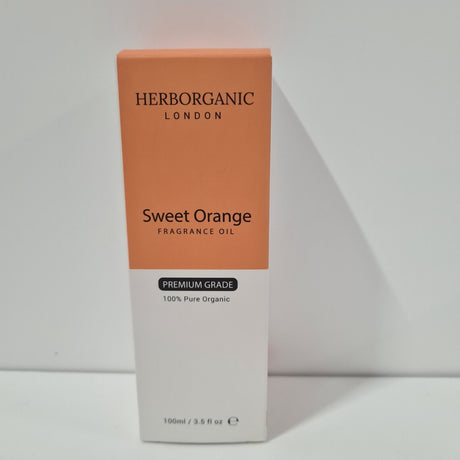 HERBORGANIC
LONDON
Sweet Orange
FRAGRANCE OIL
PREMIUM GRADE
100% Pure Organic
100ml / 3.5 fl oz ℮